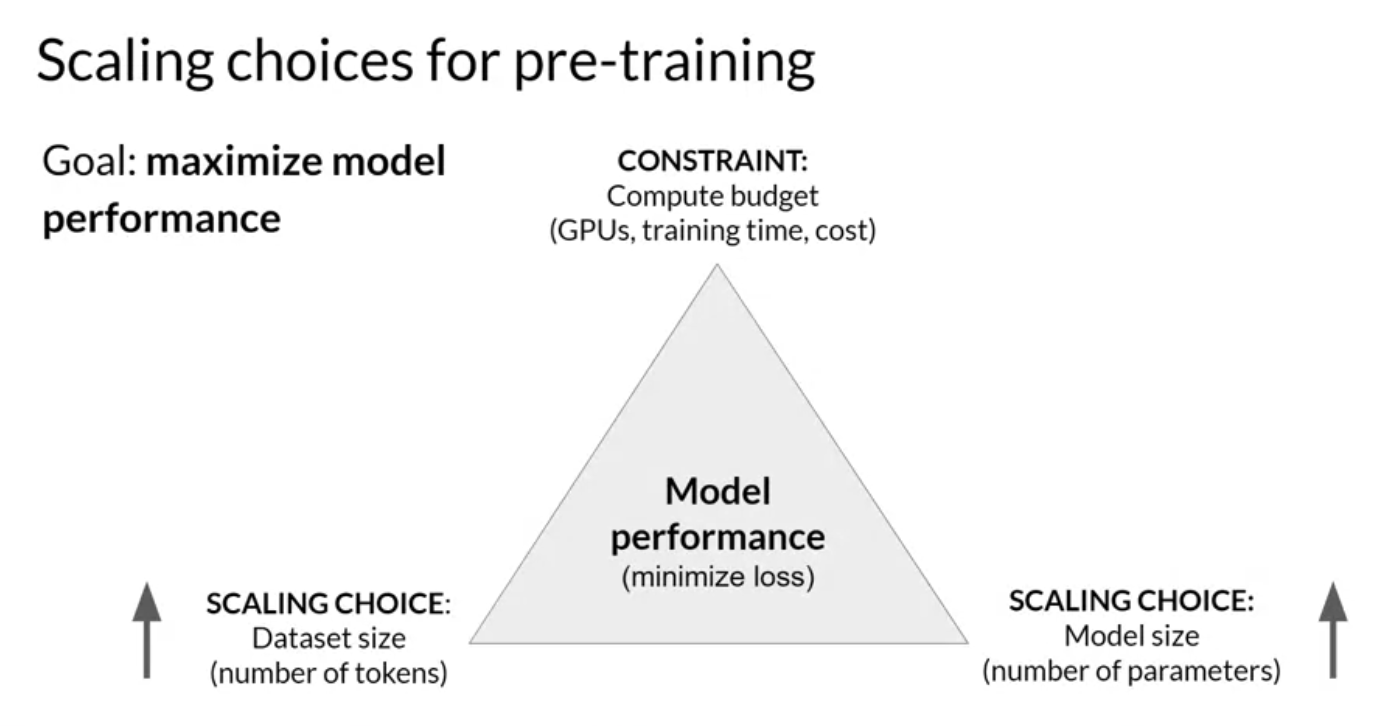 Scaling choices for pre-training
Goal: maximize model
performance
CONSTRAINT:
Compute budget
(GPUs, training time, cost)
Model
performance
(minimize loss)
SCALING CHOICE:
Dataset size
(number of tokens)
SCALING CHOICE:
Model size
(number of parameters)